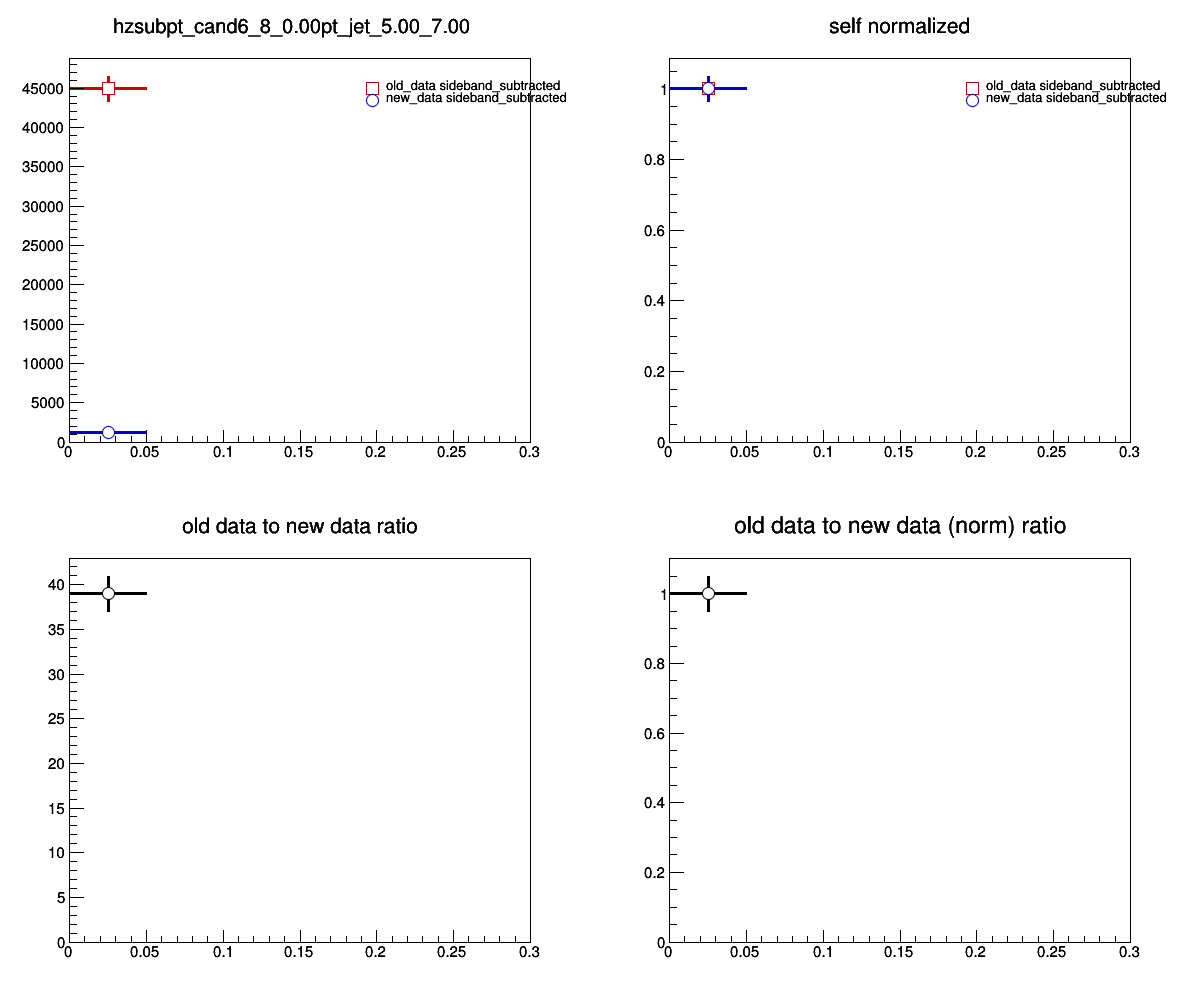 hzsubpt_cand6_8_0.00pt_jet_5.00_7.00
45000
40000
35000
30000
25000
20000
15000
10000
5000
0
0 0.05 0.1 0.15 0.2 0.25 0.3
old_data sideband_subtracted
new_data sideband_subtracted
self normalized
1
0.8
0.6
0.4
0.2
0
0 0.05 0.1 0.15 0.2 0.25 0.3
old_data sideband_subtracted
new_data sideband_subtracted
old data to new data ratio
40
35
30
25
20
15
10
5
0
0 0.05 0.1 0.15 0.2 0.25 0.3
old data to new data (norm) ratio
1
0.8
0.6
0.4
0.2
0
0 0.05 0.1 0.15 0.2 0.25 0.3